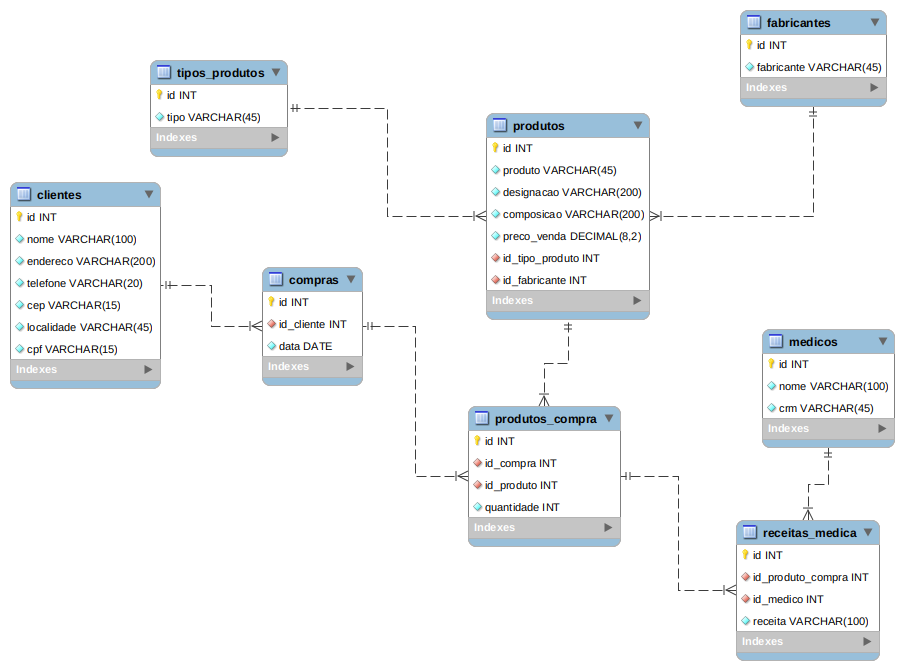 fabricantes
id INT
fabricante VARCHAR(45)
Indexes
tipos_produtos
id INT
tipo VARCHAR(45)
Indexes
produtos
id INT
produto VARCHAR(45)
designacao VARCHAR(200)
composicao VARCHAR(200)
preco_venda DECIMAL(8,2)
id_tipo_produto INT
id_fabricante INT
Indexes
clientes
id INT
nome VARCHAR(100)
endereco VARCHAR(200)
telefone VARCHAR(20)
cep VARCHAR(15)
localidade VARCHAR(45)
cpf VARCHAR(15)
Indexes
compras
id INT
id_cliente INT
data DATE
Indexes
medicos
id INT
nome VARCHAR(100)
crm VARCHAR(45)
Indexes
produtos_compra
id INT
id_compra INT
id_produto INT
quantidade INT
Indexes
receitas_medica
id INT
id_produto_compra INT
id_medico INT
receita VARCHAR(100)
Indexes